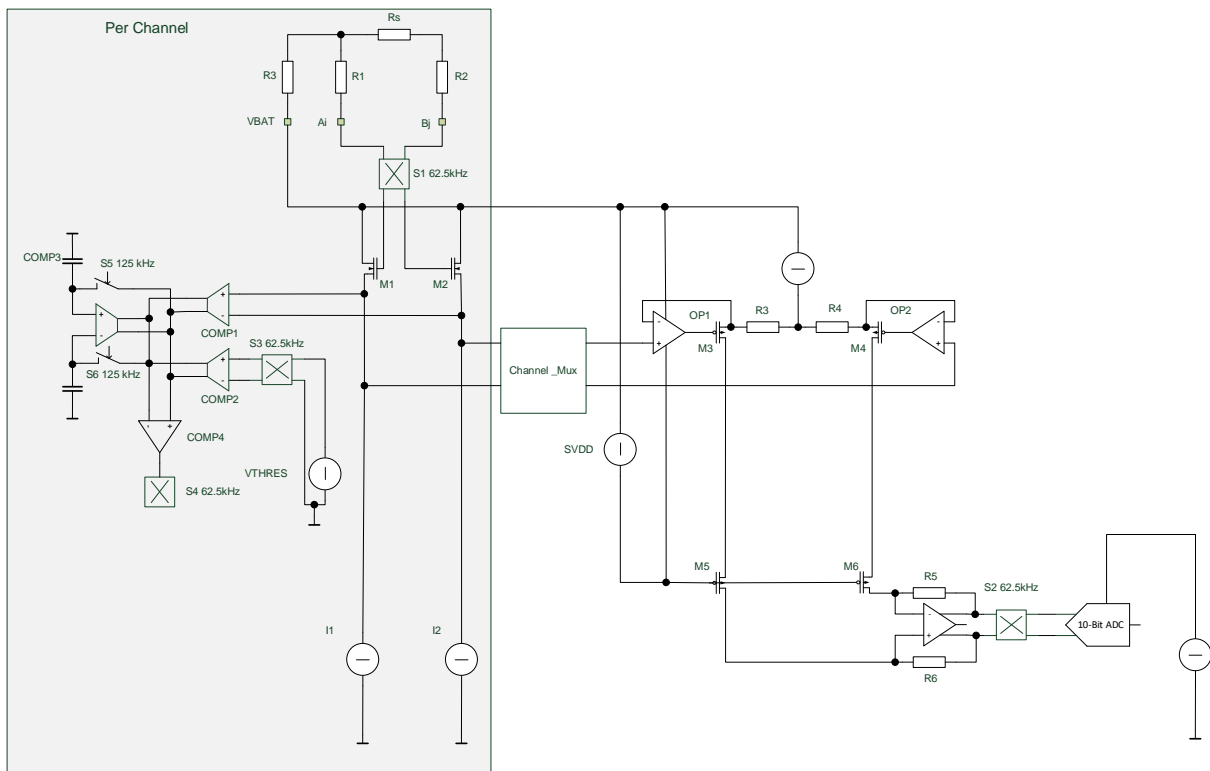 Per Channel
Rs
R3
R1
R2
VBAT
Ai
Bj
S1 62.5kHz
COMP3
S5 125 kHz
M1
M2
+
-
+
-
COMP1
OP1
R3
R4
OP2
-
+
M3
M4
-
+
S3 62.5kHz
S6 125 kHz
+
-
COMP2
Channel _Mux
-
+
COMP4
SVDD
VTHRES
S4 62.5kHz
M5
M6
R5
S2 62.5kHz
-
+
10-Bit ADC
I1
I2
R6